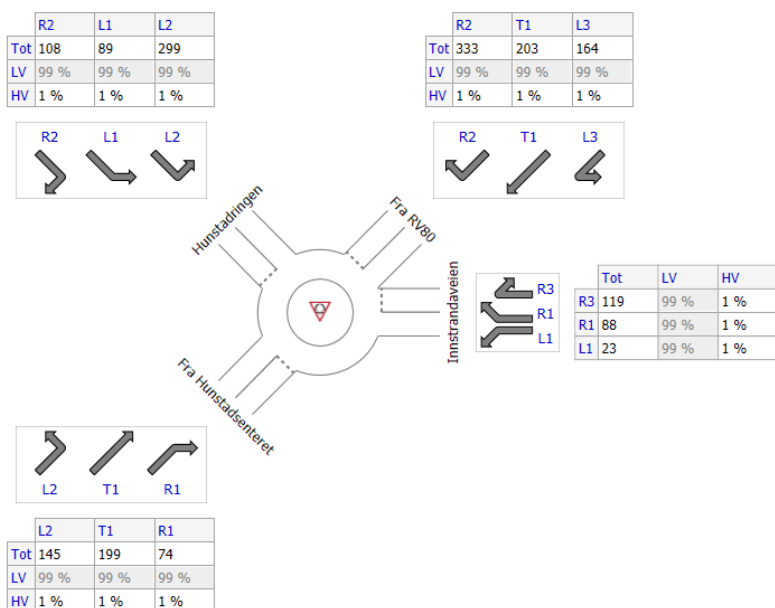 R2 L1 L2
Tot 108 89 299
LV 99 % 99 % 99 %
HV 1 % 1 % 1 %
R2 L1 L2
R2 T1 L3
Tot 333 203 164
LV 99 % 99 % 99 %
HV 1 % 1 % 1 %
R2 T1 L3
Hunstadringen
Fra RV80
Innstrandaveien
R3
R1
L1
Tot LV HV
R3 119 99 % 1 %
R1 88 99 % 1 %
L1 23 99 % 1 %
Fra Hunstadsenteret
L2 T1 R1
L2 T1 R1
Tot 145 199 74
LV 99 % 99 % 99 %
HV 1 % 1 % 1 %